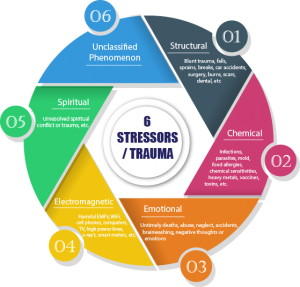 06
Unclassified
Phenomenon
Structural
01
Blunt trauma, falls,
sprains, breaks, car accidents,
surgery, burns, scars,
dental, etc
Spiritual
05
unresolved spiritual
conflict or trauma, etc.
6
STRESSORS
/ TRAUMA
Chemical
02
Infections,
parasites, mold,
food allergies,
chemical sensitivities,
heavy metals, vaccines,
toxins, etc.
Electromagnetic
04
Harmful EMFs, WiFi,
cell phones, computers,
TV, high power lines,
smart meters, etc.
Emotional
03
Untimely deaths, abuse, neglect, accidents,
brainwashing, negative thoughts or
emotions